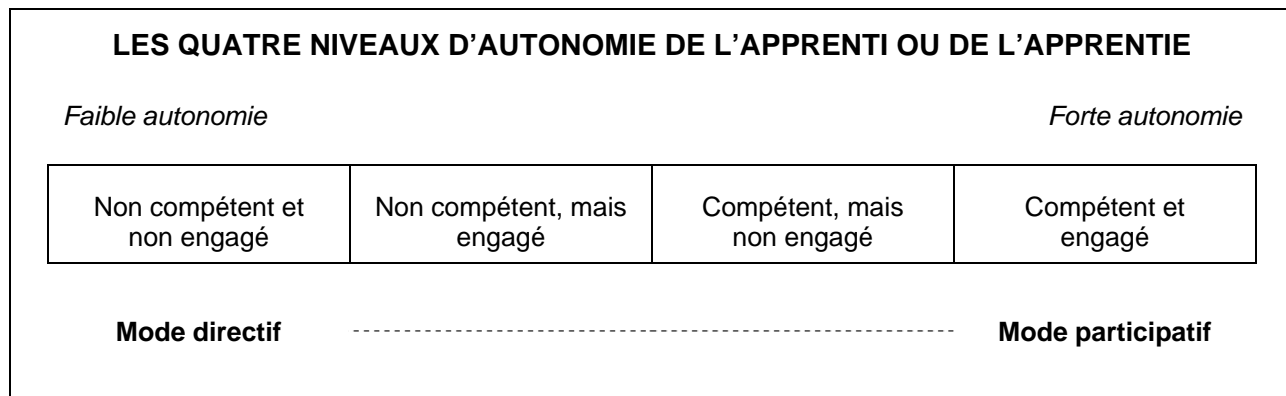 LES QUATRE NIVEAUX D’AUTONOMIE DE L’APPRENTI OU DE L’APPRENTIE
Faible autonomie
Forte autonomie
Non compétent et
non engagé
Non compétent, mais
engagé
Compétent, mais
non engagé
Compétent et
engagé
Mode directif
Mode participatif